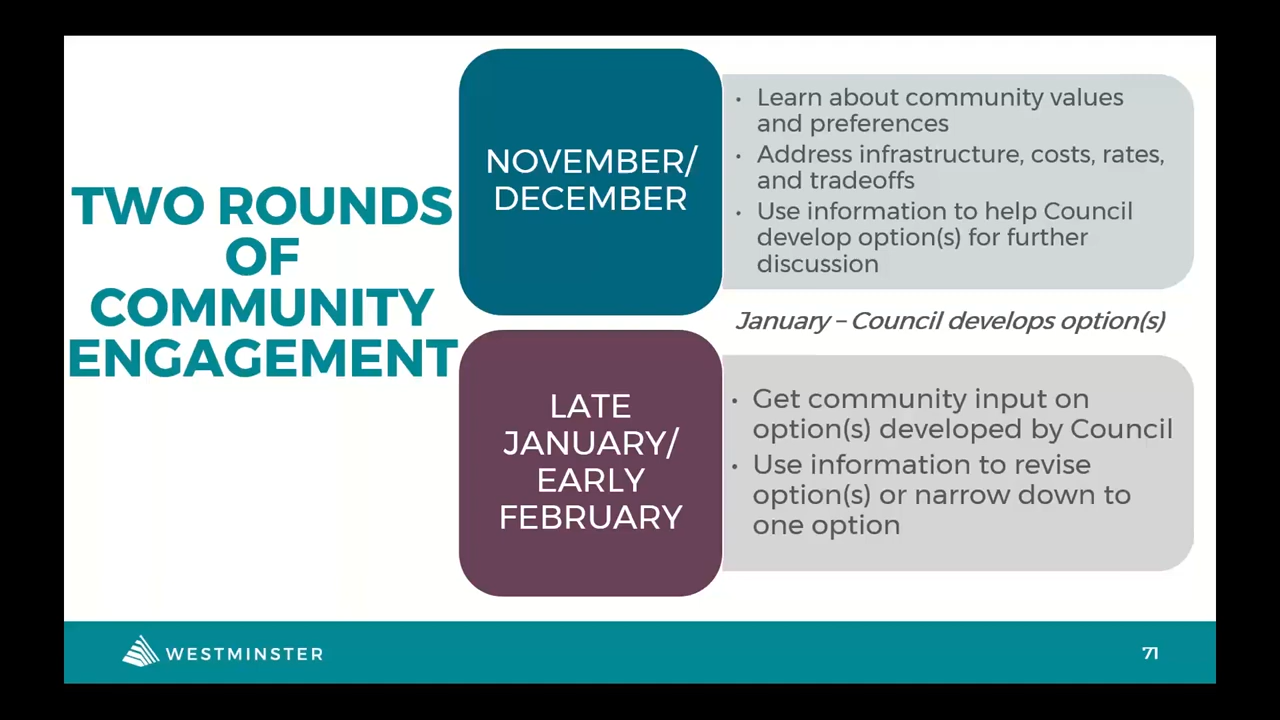 TWO ROUNDS
OF
COMMUNITY
ENGAGEMENT
NOVEMBER/
DECEMBER
• Learn about community values
and preferences
• Address infrastructure, costs, rates,
and tradeoffs
• Use information to help Council
develop option(s) for further
discussion
January – Council develops option(s)
LATE
JANUARY/
EARLY
FEBRUARY
• Get community input on
option(s) developed by Council
• Use information to revise
option(s) or narrow down to
one option
WESTMINSTER
71